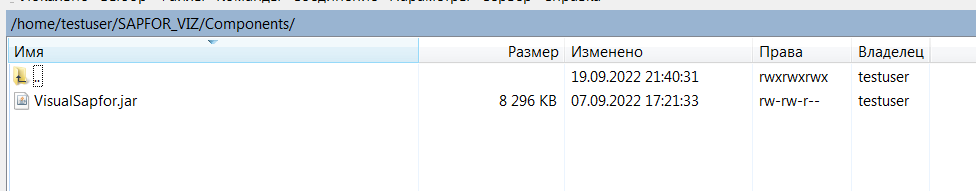 /home/testuser/SAPFOR_VIZ/Components/
Имя Размер Изменено Права Владелец
.. 19.09.2022 21:40:31 rwxrwxrwx testuser
VisualSapfor.jar 8 296 KB 07.09.2022 17:21:33 rw-rw-r-- testuser